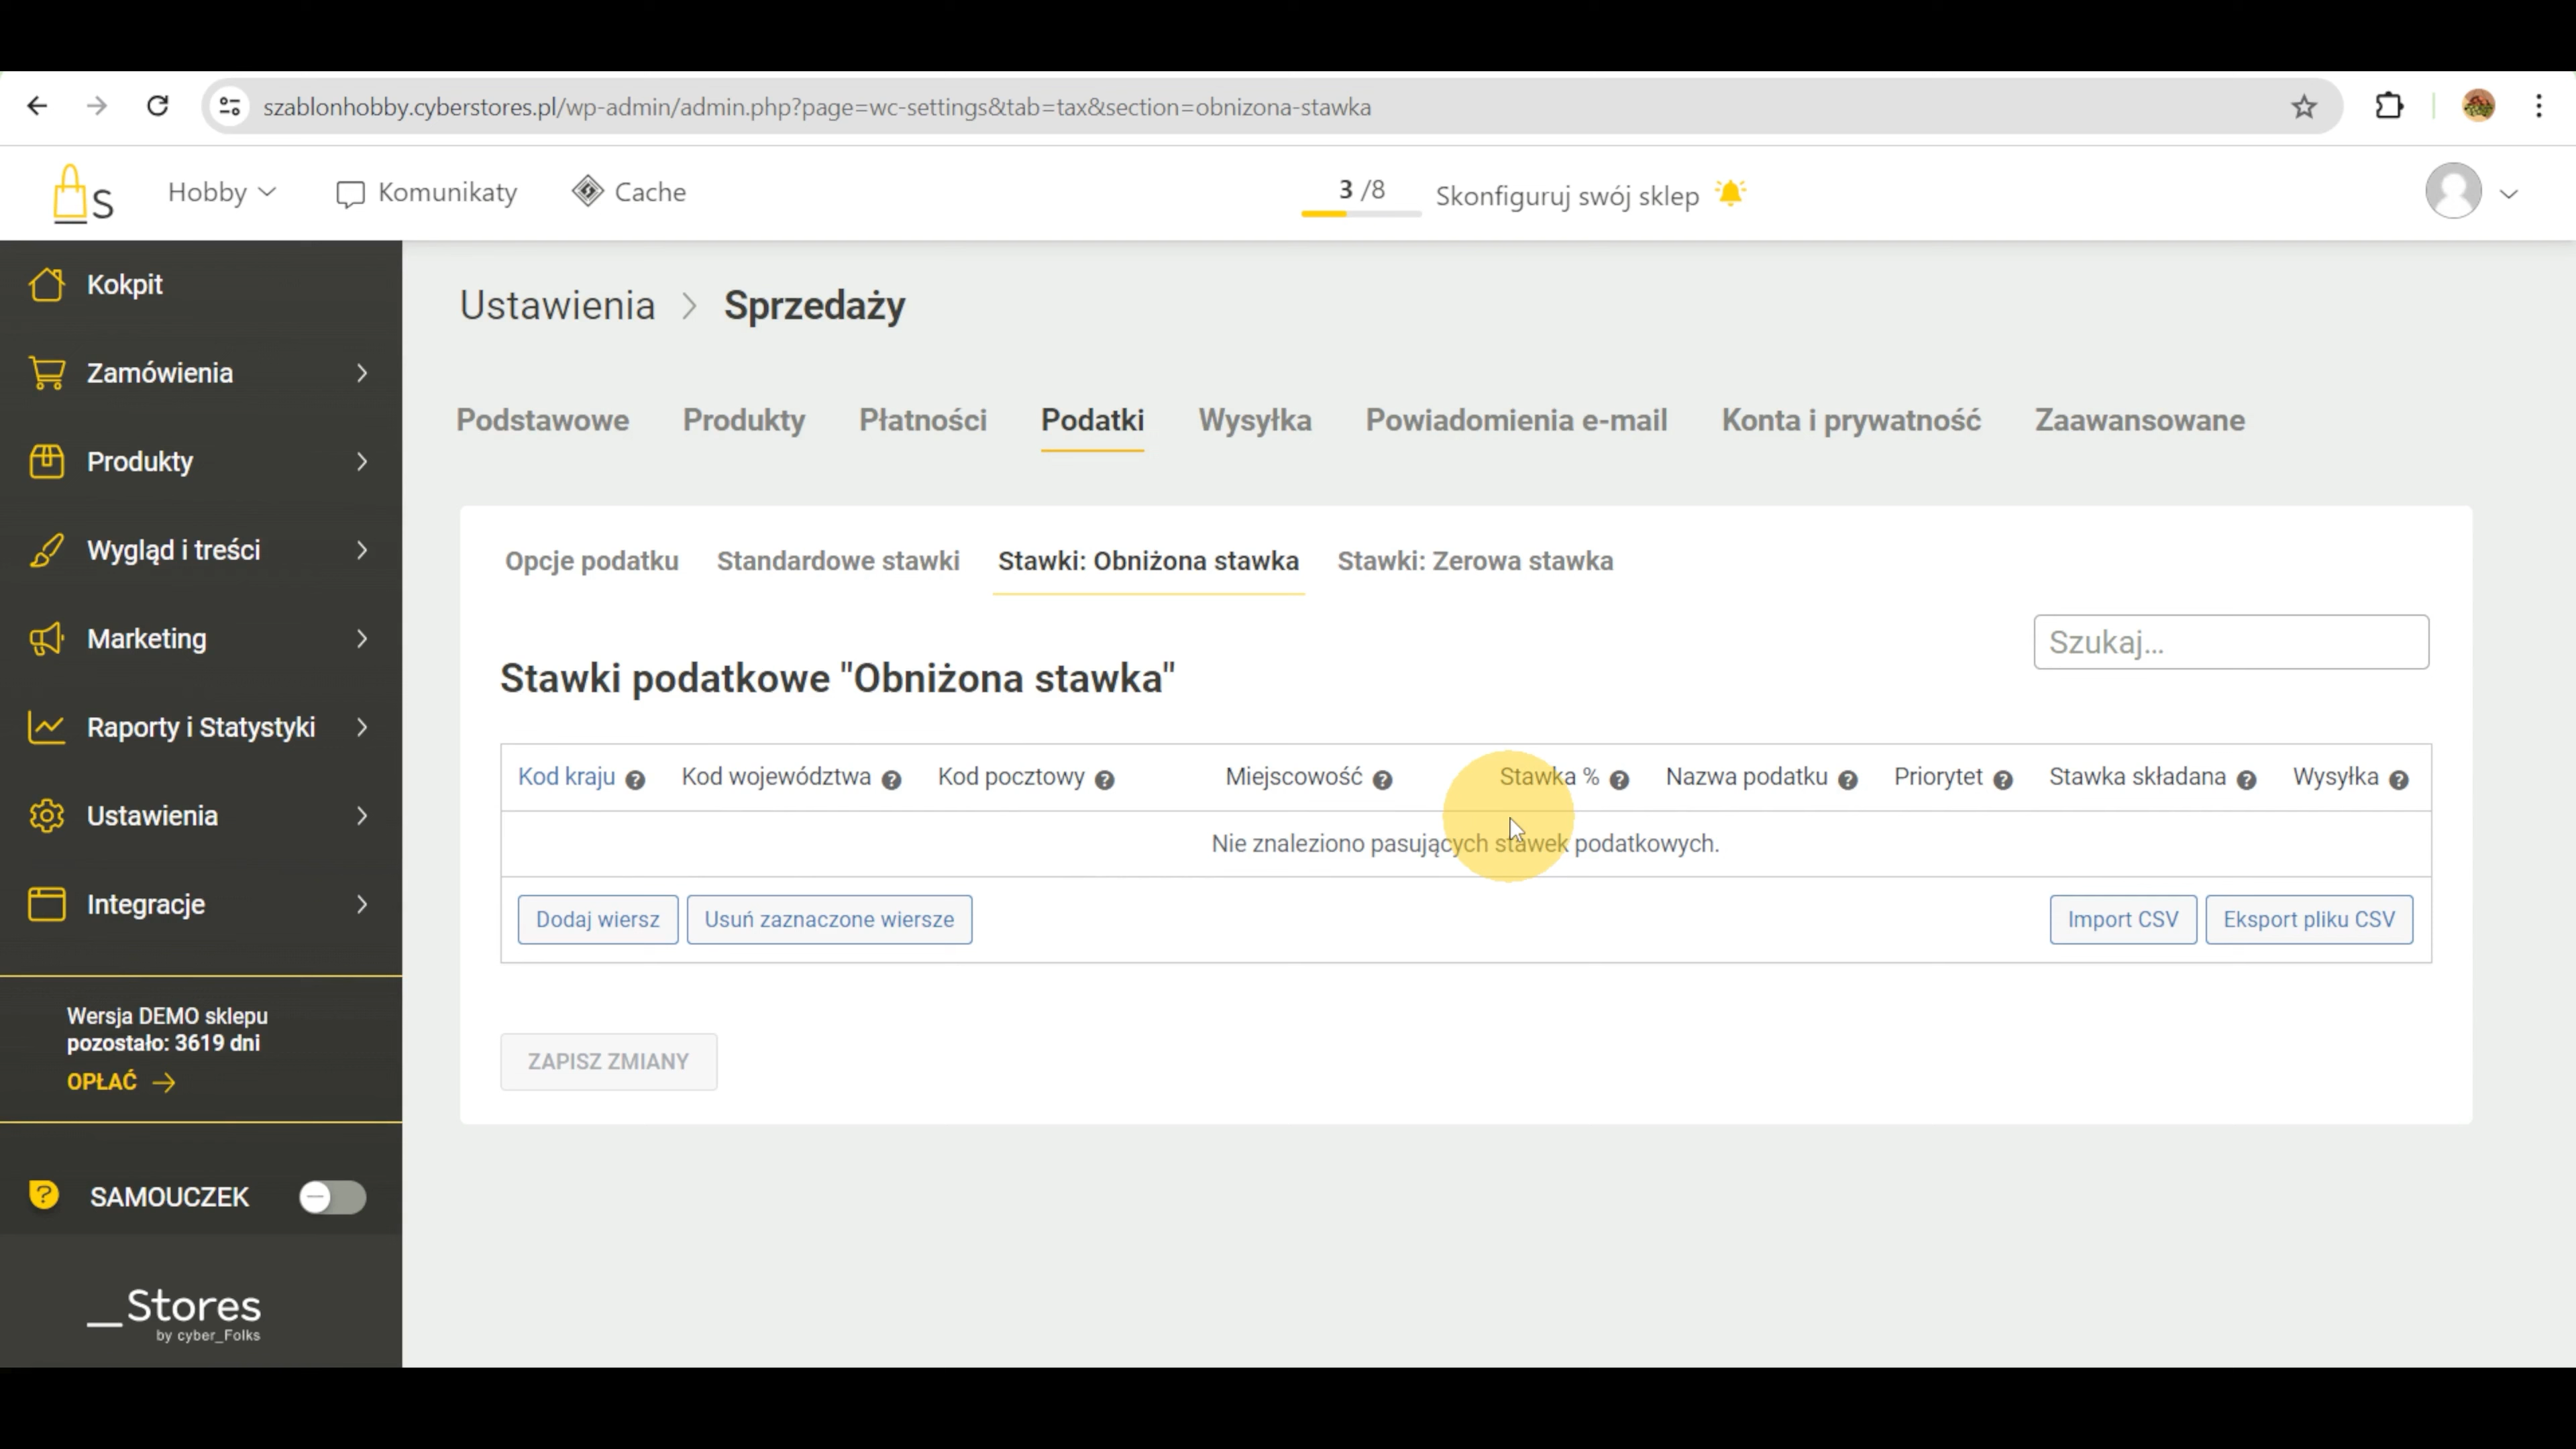 szablonhobby.cyberstores.pl/wp-admin/admin.php?page=wc-settings&tab=tax&section=obnizona-stawka
S Hobby Komunikaty Cache 3 /8 Skonfiguruj swój sklep
Kokpit
Zamówienia
Produkty
Wygląd i treści
Marketing
Raporty i Statystyki
Ustawienia
Integracje
Wersja DEMO sklepu
pozostało: 3619 dni
OPŁAĆ
SAMOUCZEK
__Stores
by cyber_Folks
Ustawienia > Sprzedaży
Podstawowe Produkty Płatności Podatki Wysyłka Powiadomienia e-mail Konta i prywatność Zaawansowane
Opcje podatku Standardowe stawki Stawki: Obniżona stawka Stawki: Zerowa stawka
Szukaj...
Stawki podatkowe "Obniżona stawka"
Kod kraju ? Kod województwa ? Kod pocztowy ? Miejscowość ? Stawka % ? Nazwa podatku ? Priorytet ? Stawka składana ? Wysyłka ?
Nie znaleziono pasujących stawek podatkowych.
Dodaj wiersz Usuń zaznaczone wiersze Import CSV Eksport pliku CSV
ZAPISZ ZMIANY